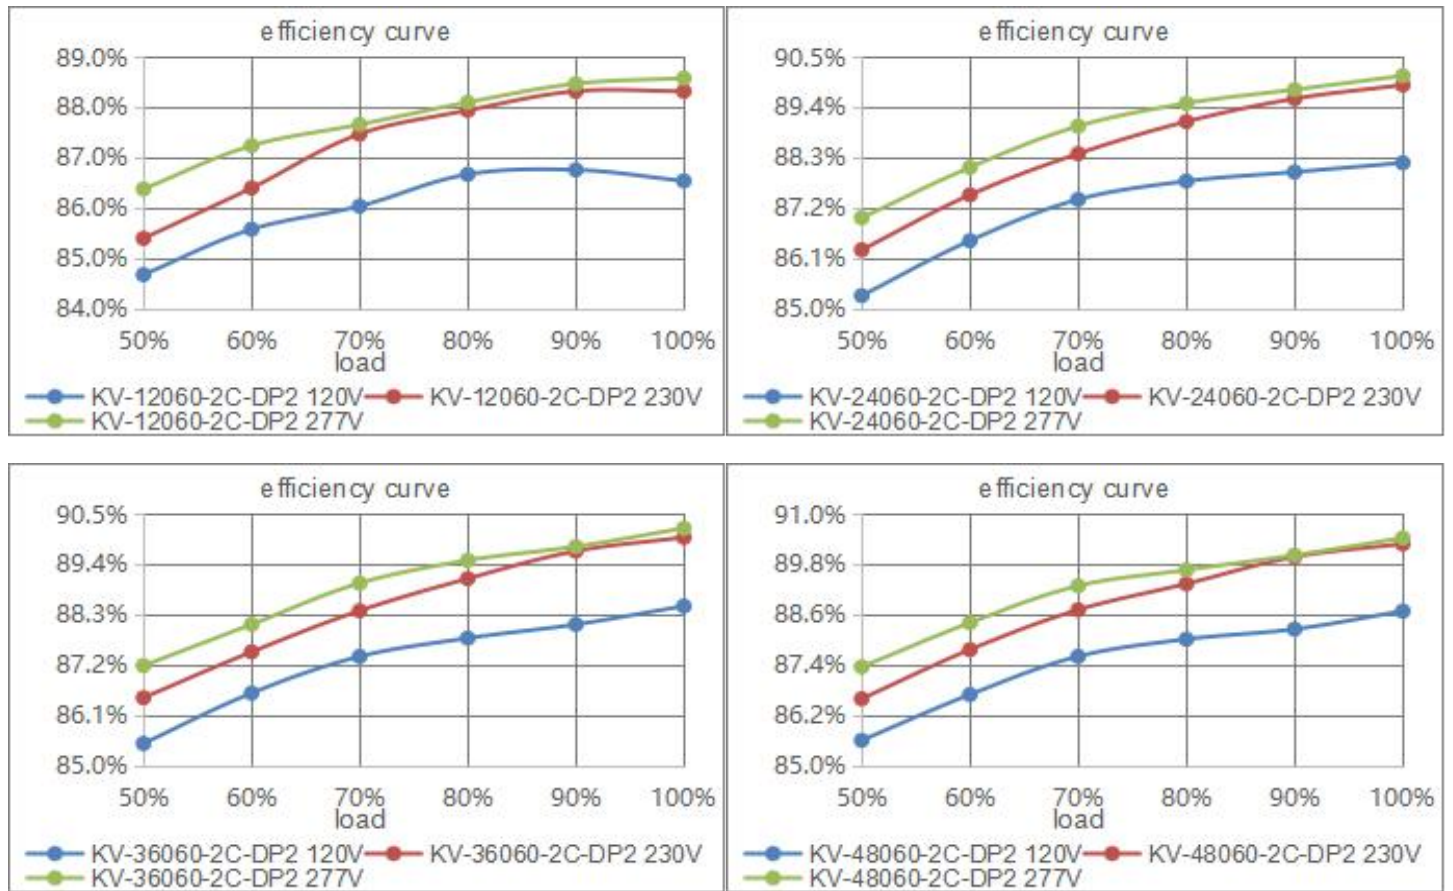 efficiency curve
89.0%
88.0%
87.0%
86.0%
85.0%
84.0%
50% 60% 70% 80% 90% 100%
load
KV-12060-2C-DP2 120V KV-12060-2C-DP2 230V
KV-12060-2C-DP2 277V
efficiency curve
90.5%
89.4%
88.3%
87.2%
86.1%
85.0%
50% 60% 70% 80% 90% 100%
load
KV-24060-2C-DP2 120V KV-24060-2C-DP2 230V
KV-24060-2C-DP2 277V
efficiency curve
90.5%
89.4%
88.3%
87.2%
86.1%
85.0%
50% 60% 70% 80% 90% 100%
load
KV-36060-2C-DP2 120V KV-36060-2C-DP2 230V
KV-36060-2C-DP2 277V
efficiency curve
91.0%
89.8%
88.6%
87.4%
86.2%
85.0%
50% 60% 70% 80% 90% 100%
load
KV-48060-2C-DP2 120V KV-48060-2C-DP2 230V
KV-48060-2C-DP2 277V